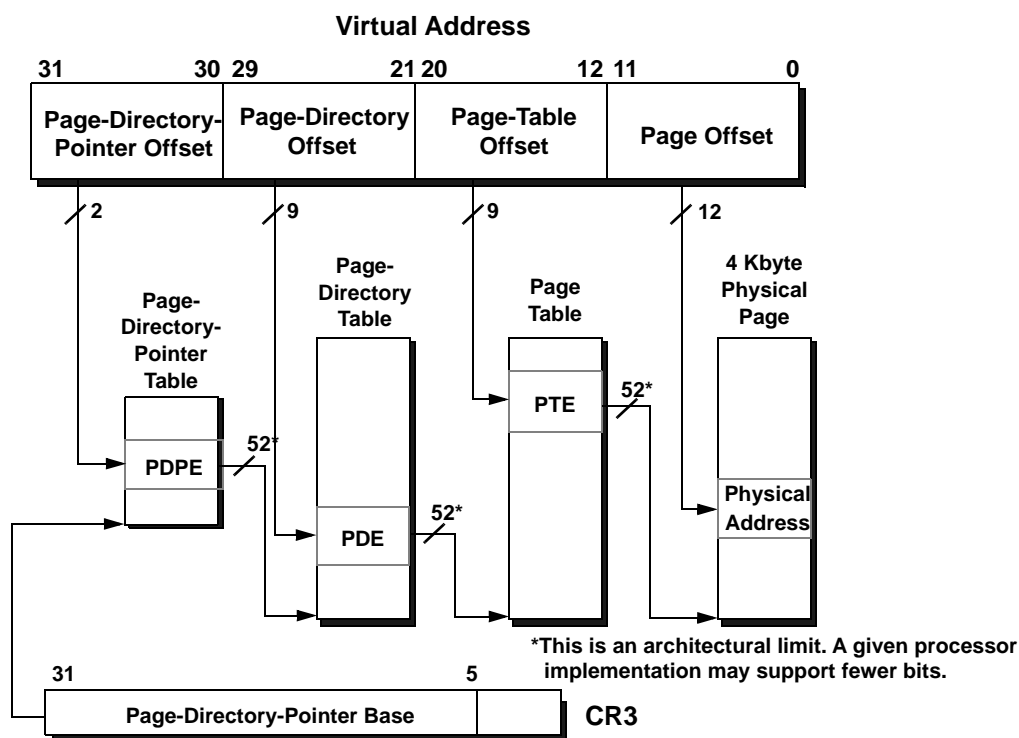 Virtual Address
31 30 29 21 20 12 11 0
Page-Directory-
Pointer Offset
Page-Directory
Offset
Page-Table
Offset
Page Offset
2
9
9
12
Page-
Directory-
Pointer
Table
Page-
Directory
Table
Page
Table
4 Kbyte
Physical
Page
PDPE
52*
PDE
52*
PTE
52*
Physical
Address
*This is an architectural limit. A given processor
implementation may support fewer bits.
31 5
Page-Directory-Pointer Base
CR3